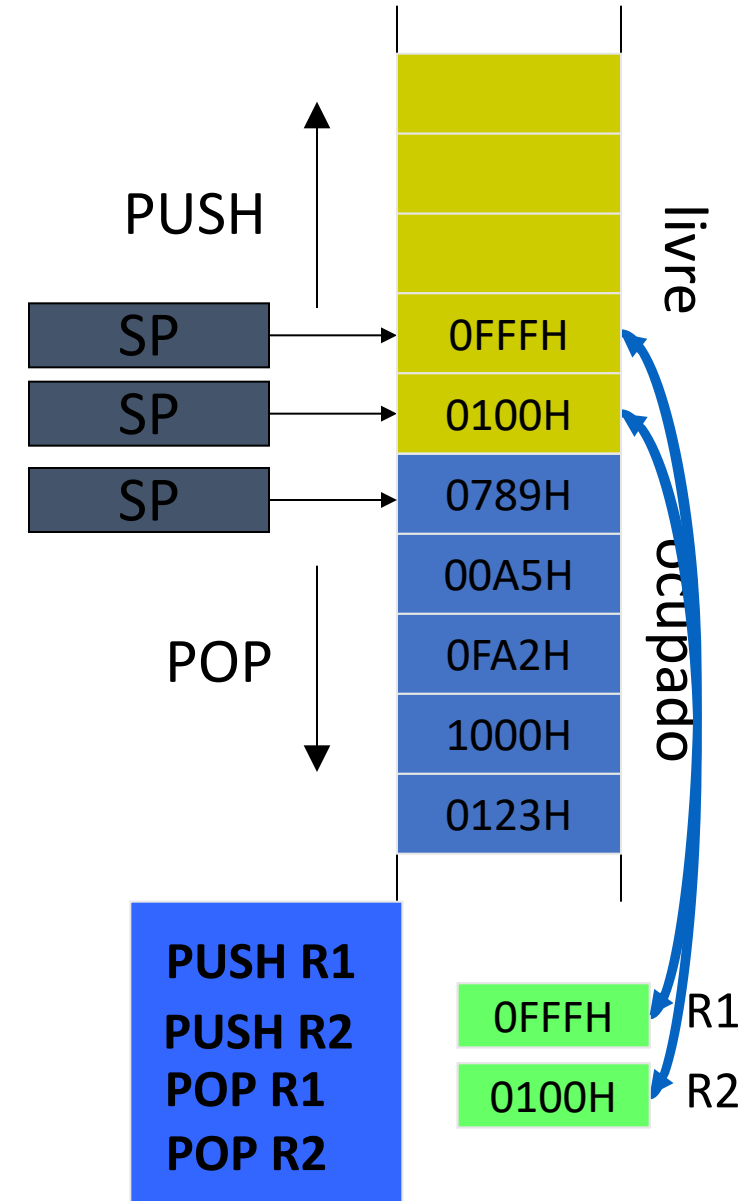 PUSH
livre
SP
0FFFH
SP
0100H
SP
0789H
00A5H
ocupado
POP
0FA2H
1000H
0123H
PUSH R1
PUSH R2
POP R1
POP R2
0FFFH
R1
0100H
R2